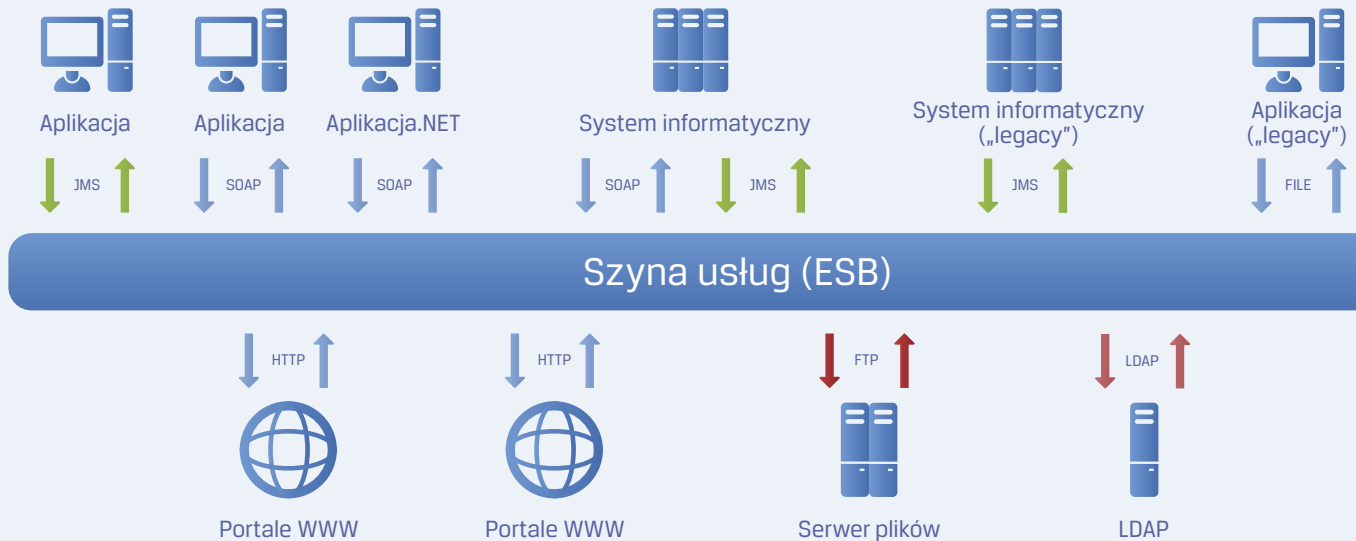 Aplikacja
Aplikacja
Aplikacja.NET
System informatyczny
System informatyczny
(„legacy”)
Aplikacja
(„legacy”)
JMS
SOAP
SOAP
SOAP
JMS
JMS
FILE
Szyna usług (ESB)
HTTP
HTTP
FTP
LDAP
Portale WWW
Portale WWW
Serwer plików
LDAP